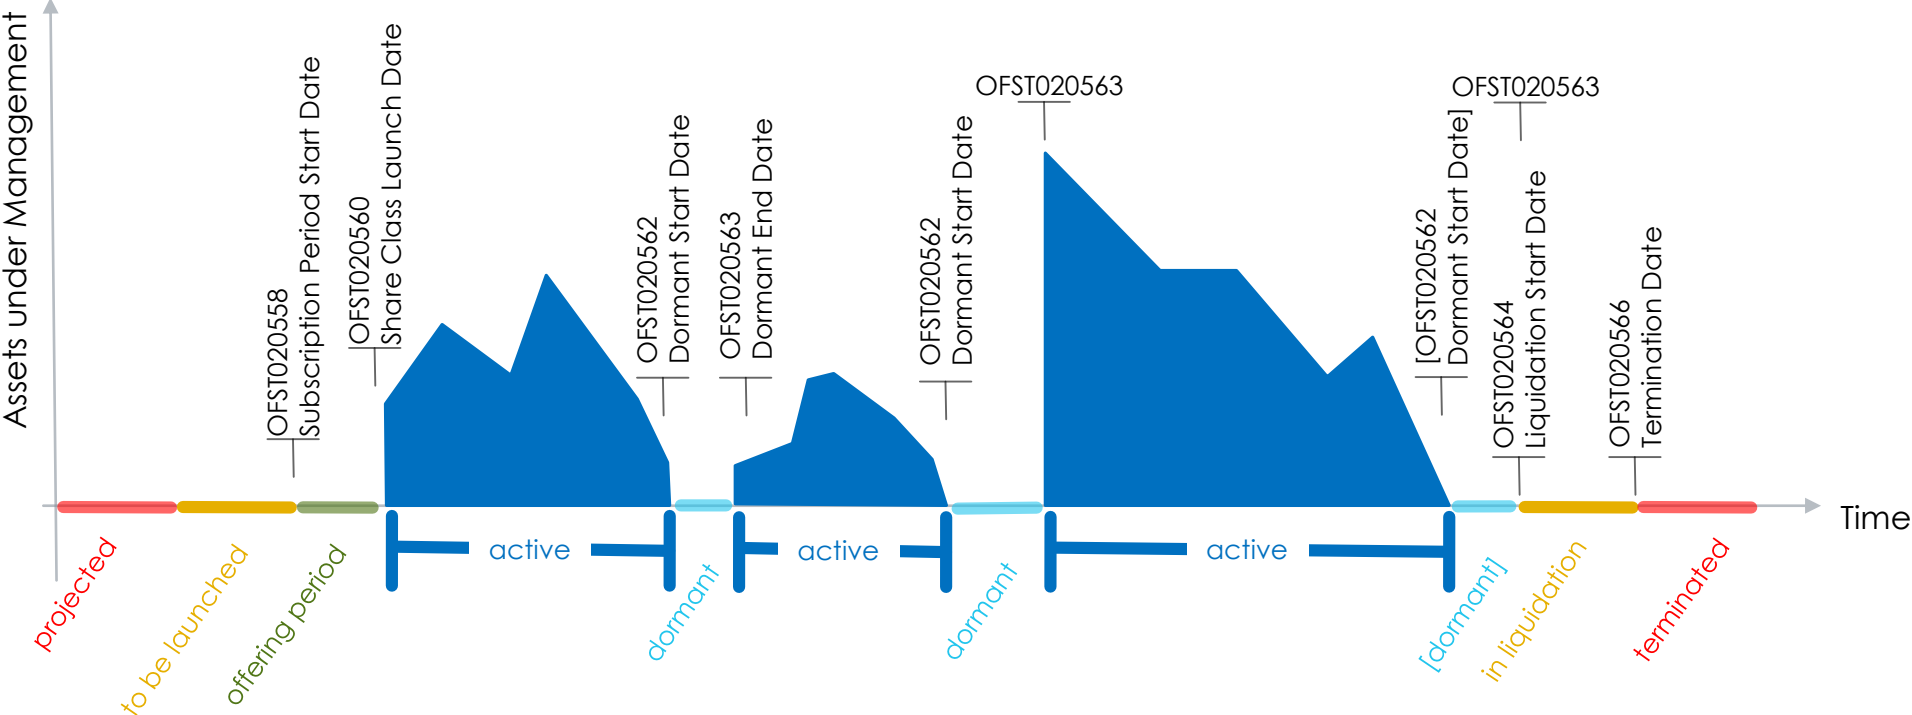 Assets under Management
OFST020558
Subscription Period Start Date
OFST020560
Share Class Launch Date
OFST020562
Dormant Start Date
OFST020563
Dormant End Date
OFST020562
Dormant Start Date
OFST020563
[OFST020562
Dormant Start Date]
OFST020563
OFST020564
Liquidation Start Date
OFST020566
Termination Date
Time
projected
to be launched
offering period
active
dormant
active
dormant
active
[dormant]
in liquidation
terminated